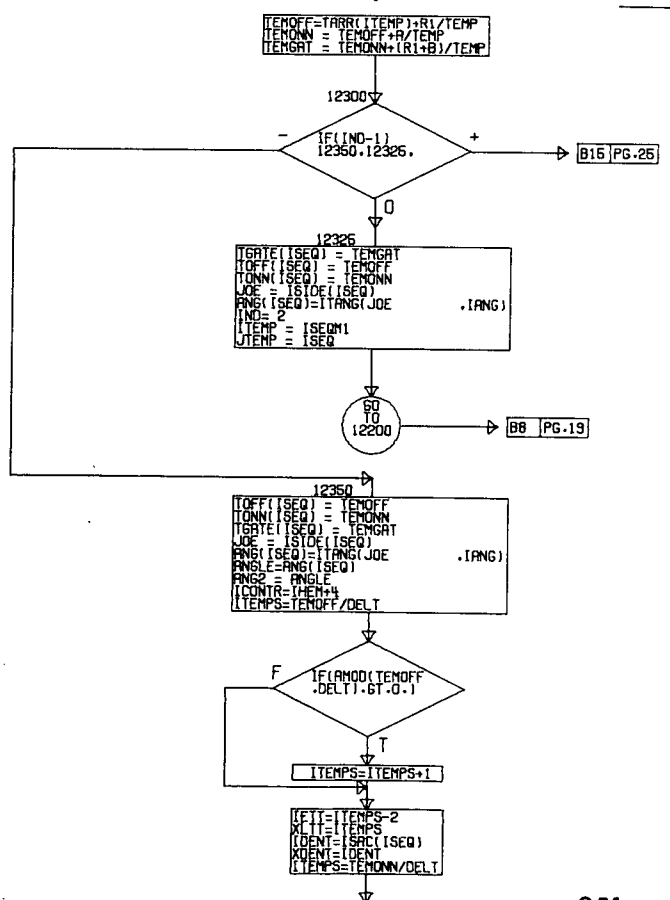 TEMOFF=TARR(ITEMP)+R1/TEMP
TEMONN = TEMOFF+A/TEMP
TEMGAT = TEMONN+(R1+B)/TEMP
12300
IF(IND-1)
12350,12325,
-
+
B15 PG.25
0
12325
TGATE(ISEQ) = TEMGAT
TOFF(ISEQ) = TEMOFF
TONN(ISEQ) = TEMONN
JOE = ISIDE(ISEQ)
ANG(ISEQ)=ITANG(JOE ,IANG)
IND= 2
ITEMP = ISEQM1
JTEMP = ISEQ
GO
TO
12200
B8 PG.19
12350
TOFF(ISEQ) = TEMOFF
TONN(ISEQ) = TEMONN
TGATE(ISEQ) = TEMGAT
JOE = ISIDE(ISEQ)
ANG(ISEQ)=ITANG(JOE ,IANG)
ANGLE=ANG(ISEQ)
ANG2 = ANGLE
ICONTR=IHEM+4
ITEMPS=TEMOFF/DELT
F
IF(AMOD(TEMOFF
,DELT).GT.0.)
T
ITEMPS=ITEMPS+1
IFTT=ITEMPS-2
XLTT=ITEMPS
IDENT=ISAC(ISEQ)
XDENT=IDENT
ITEMPS=TEMONN/DELT